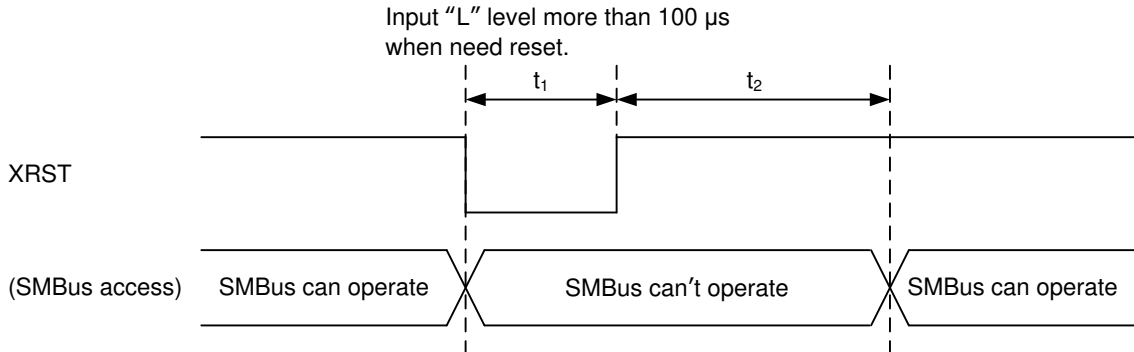 Input “L” level more than 100 µs
when need reset.
t₁ t₂
XRST
(SMBus access) SMBus can operate SMBus can′t operate SMBus can operate